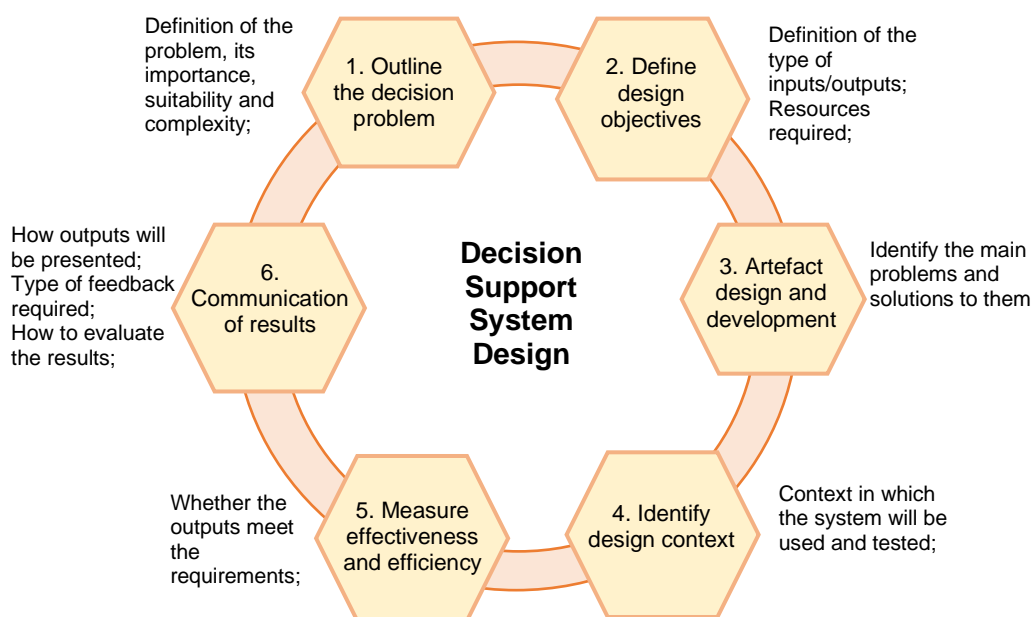 Definition of the
problem, its
importance,
suitability and
complexity;
1. Outline
the decision
problem
2. Define
design
objectives
Definition of the
type of
inputs/outputs;
Resources
required;
How outputs will
be presented;
Type of feedback
required;
How to evaluate
the results;
6.
Communication
of results
Decision
Support
System
Design
3. Artefact
design and
development
Identify the main
problems and
solutions to them
Whether the
outputs meet
the
requirements;
5. Measure
effectiveness
and efficiency
4. Identify
design context
Context in which
the system will be
used and tested;